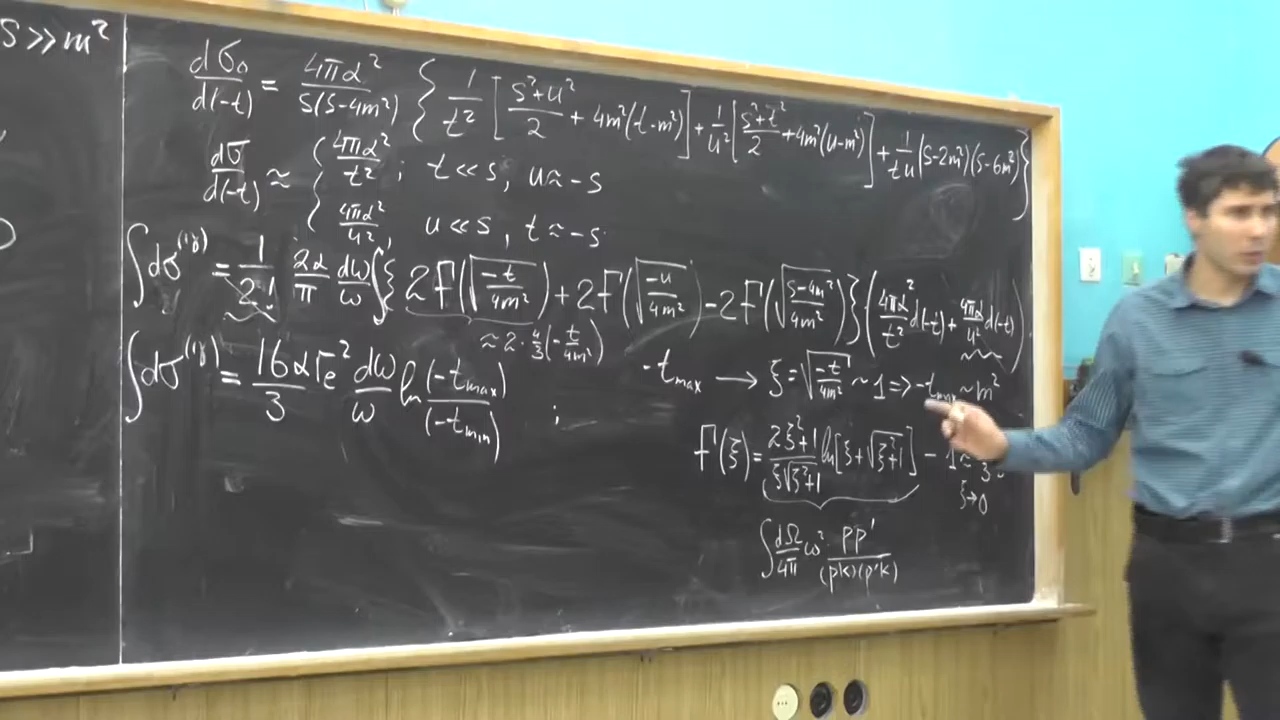 S ≫ m²
dσ₀/d(-t) = 4πα²/S(S-4m²) { 1/t² [ (S²+u²)/2 + 4m²(t-m²) ] + 1/u² [ (S²+t²)/2 + 4m²(u-m²) ] + 1/tu (S-2m²)(S-6m²) }
dσ/d(-t) ≈ { 4πα²/t² ; t ≪ S, u ≈ -S
4πα²/u², u ≪ S, t ≈ -S
∫dσ⁽¹ᵞ⁾ = 1/2! 2α/π dω/ω ∫{ 2F(√(-t/4m²)) + 2F(√(-u/4m²)) - 2F(√((S-4m²)/4m²)) } ( 4πα²/t² d(-t) + 4πα²/u² d(-t) )
≈ 2·4/3(-t/4m²)
∫dσ⁽¹ᵞ⁾ = 16αr_e²/3 dω/ω ln (-t_max)/(-t_min) ;
-t_max → ξ = √(-t/4m²) ~ 1 => -t_max ~ m²
F(ξ) = (2ξ²+1)/(ξ√(ξ²+1)) ln[ξ+√(ξ²+1)] - 1 ≈
ξ→0
∫ dΩ/4π ω² · pp'/(pk)(p'k)